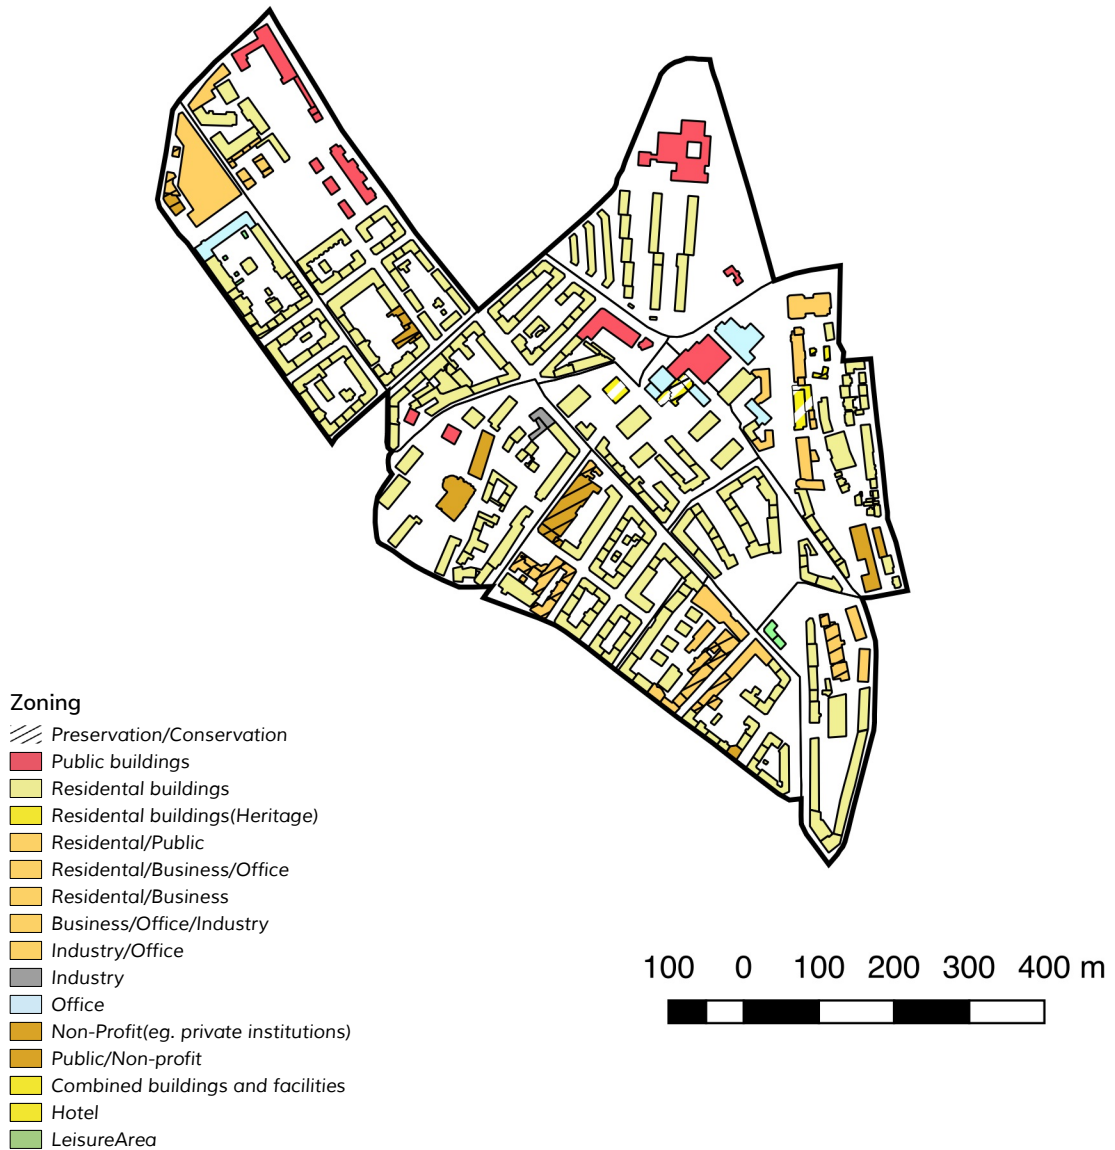 Zoning
Preservation/Conservation
Public buildings
Residental buildings
Residental buildings(Heritage)
Residental/Public
Residental/Business/Office
Residental/Business
Business/Office/Industry
Industry/Office
Industry
Office
Non-Profit(eg. private institutions)
Public/Non-profit
Combined buildings and facilities
Hotel
LeisureArea
100 0 100 200 300 400 m